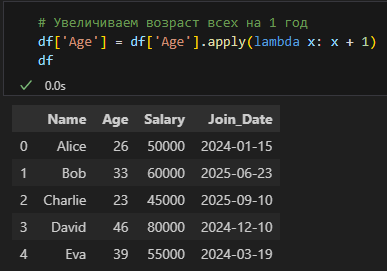 # Увеличиваем возраст всех на 1 год
df['Age'] = df['Age'].apply(lambda x: x + 1)
df
0.0s
Name Age Salary Join_Date
0 Alice 26 50000 2024-01-15
1 Bob 33 60000 2025-06-23
2 Charlie 23 45000 2025-09-10
3 David 46 80000 2024-12-10
4 Eva 39 55000 2024-03-19